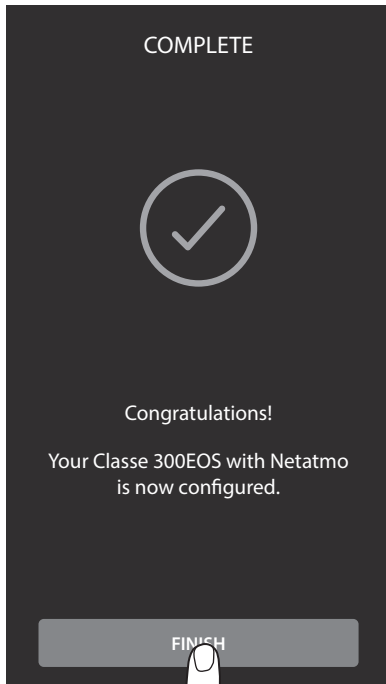 COMPLETE
Congratulations!
Your Classe 300EOS with Netatmo
is now configured.
FINISH